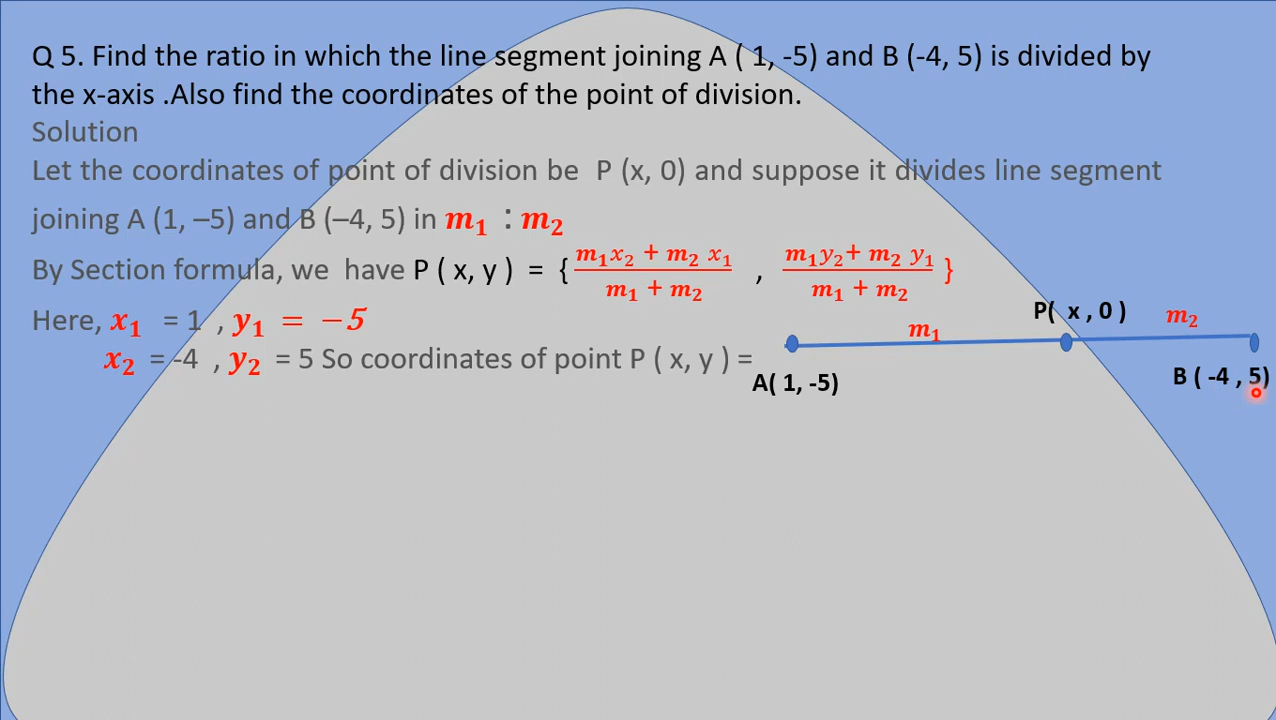 Q 5. Find the ratio in which the line segment joining A ( 1, -5) and B (-4, 5) is divided by
the x-axis .Also find the coordinates of the point of division.
Solution
Let the coordinates of point of division be P (x, 0) and suppose it divides line segment
joining A (1, –5) and B (–4, 5) in m₁ : m₂
By Section formula, we have P ( x, y ) = { (m₁x₂ + m₂ x₁)/(m₁ + m₂) , (m₁y₂+ m₂ y₁)/(m₁ + m₂) }
Here, x₁ = 1 , y₁ = −5
x₂ = -4 , y₂ = 5 So coordinates of point P ( x, y ) =
P( x , 0 )
m₁
m₂
A( 1, -5)
B ( -4 , 5)